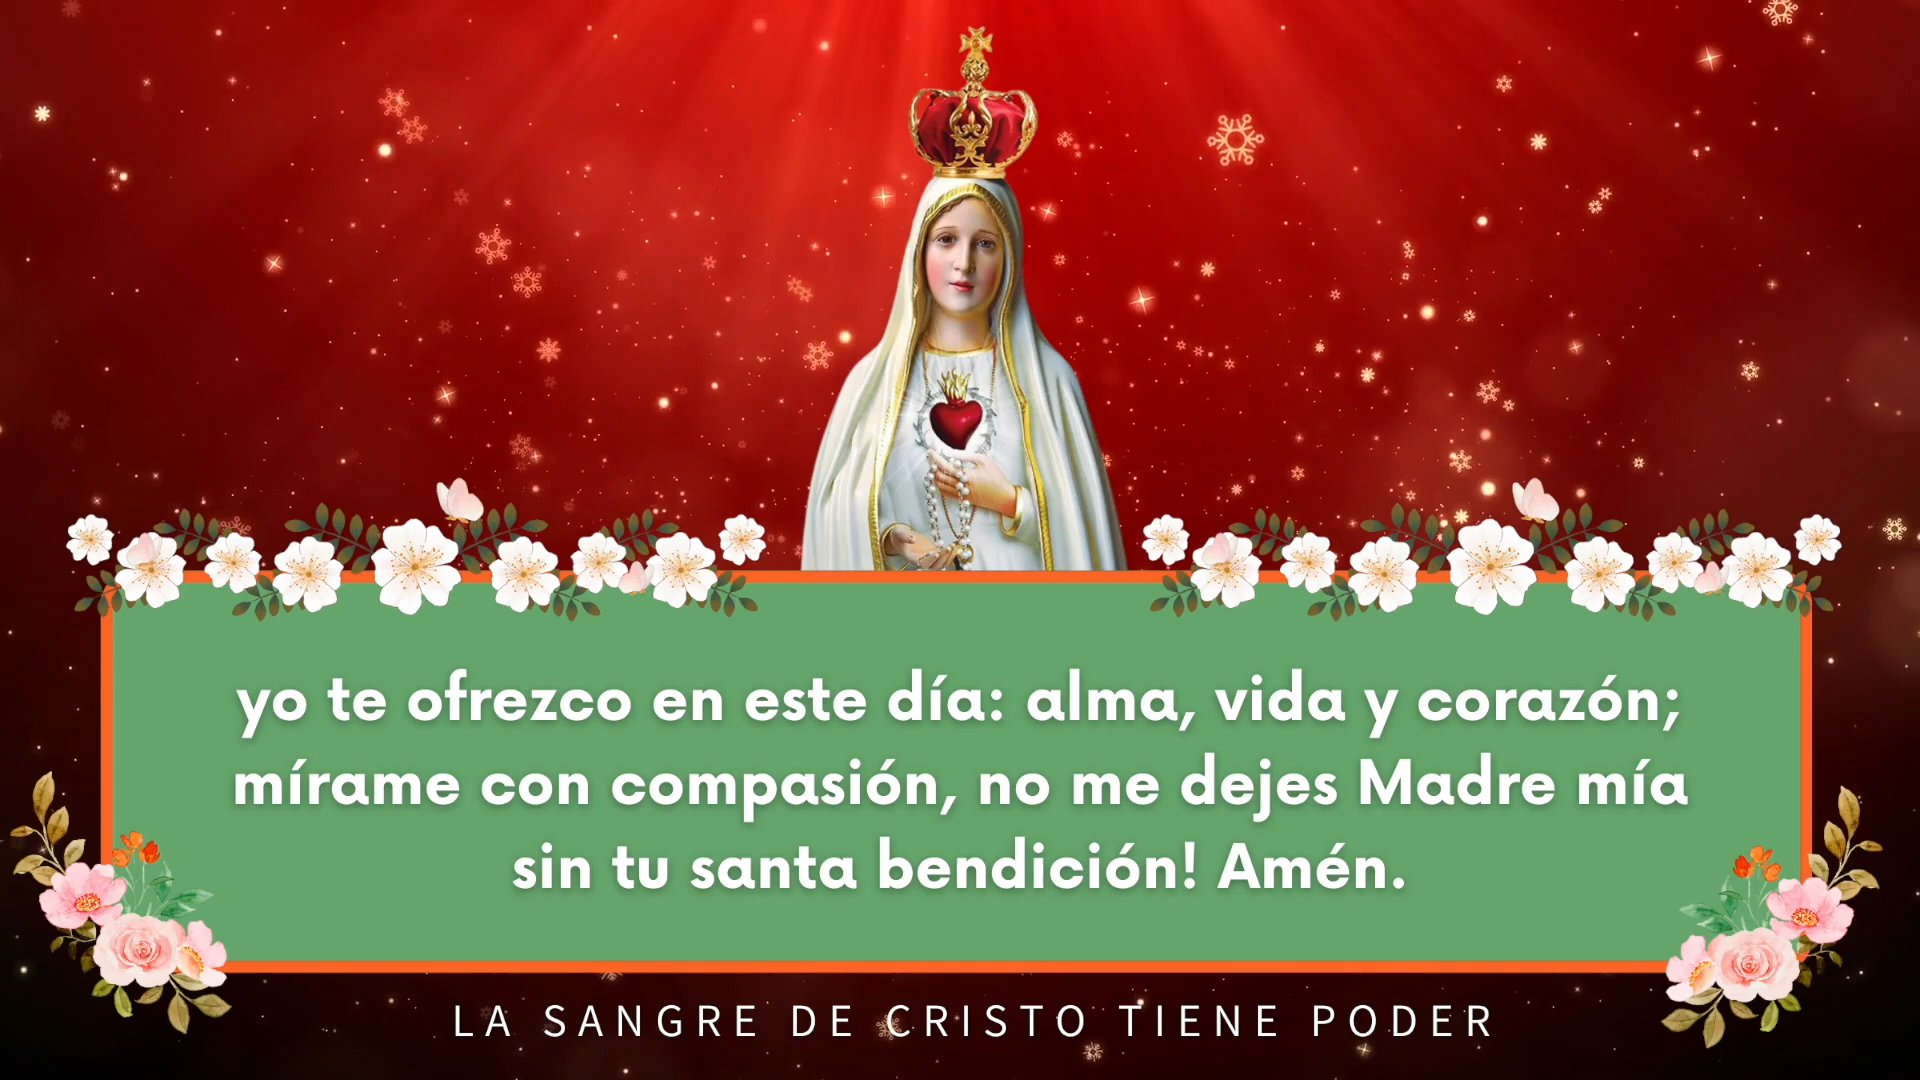 yo te ofrezco en este día: alma, vida y corazón;
mírame con compasión, no me dejes Madre mía
sin tu santa bendición! Amén.
LA SANGRE DE CRISTO TIENE PODER